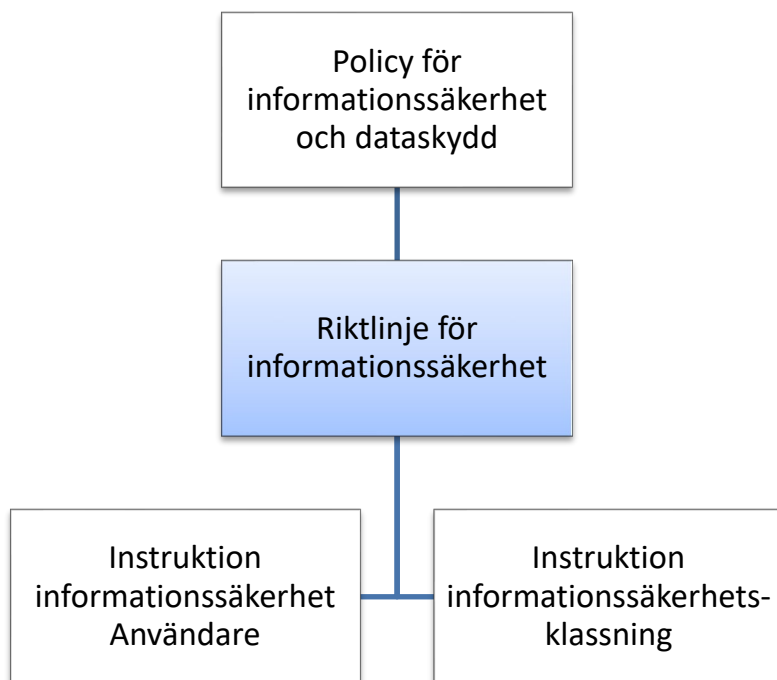 Policy för
informationssäkerhet
och dataskydd
Riktlinje för
informationssäkerhet
Instruktion
informationssäkerhet
Användare
Instruktion
informationssäkerhets-
klassning